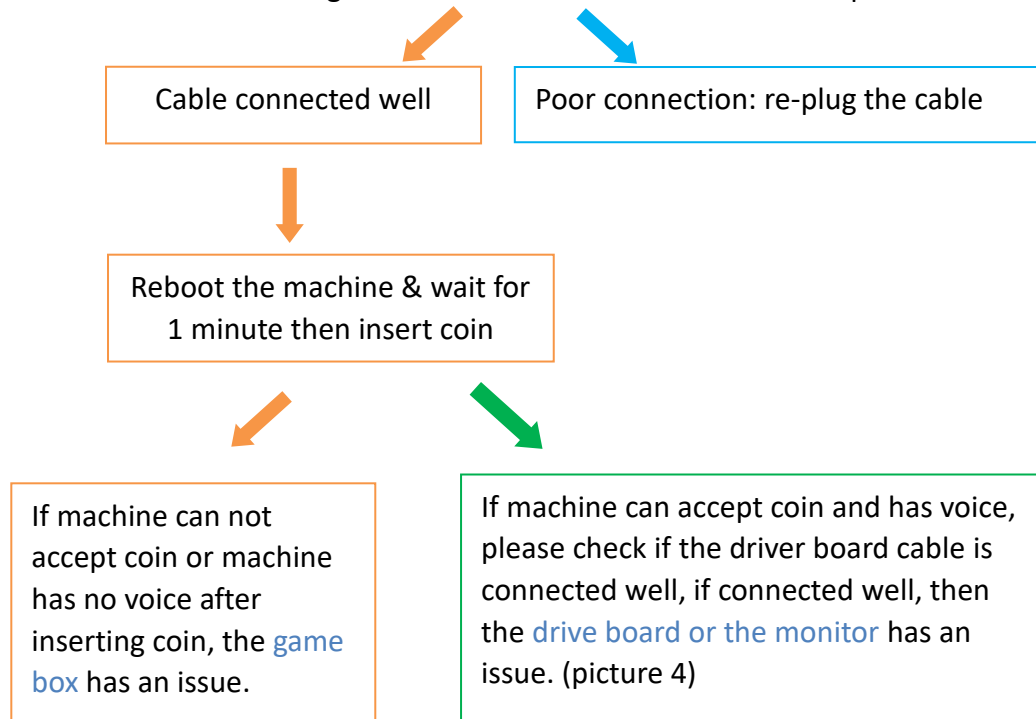 Cable connected well
Poor connection: re-plug the cable
Reboot the machine & wait for
1 minute then insert coin
If machine can not
accept coin or machine
has no voice after
inserting coin, the game
box has an issue.
If machine can accept coin and has voice,
please check if the driver board cable is
connected well, if connected well, then
the drive board or the monitor has an
issue. (picture 4)